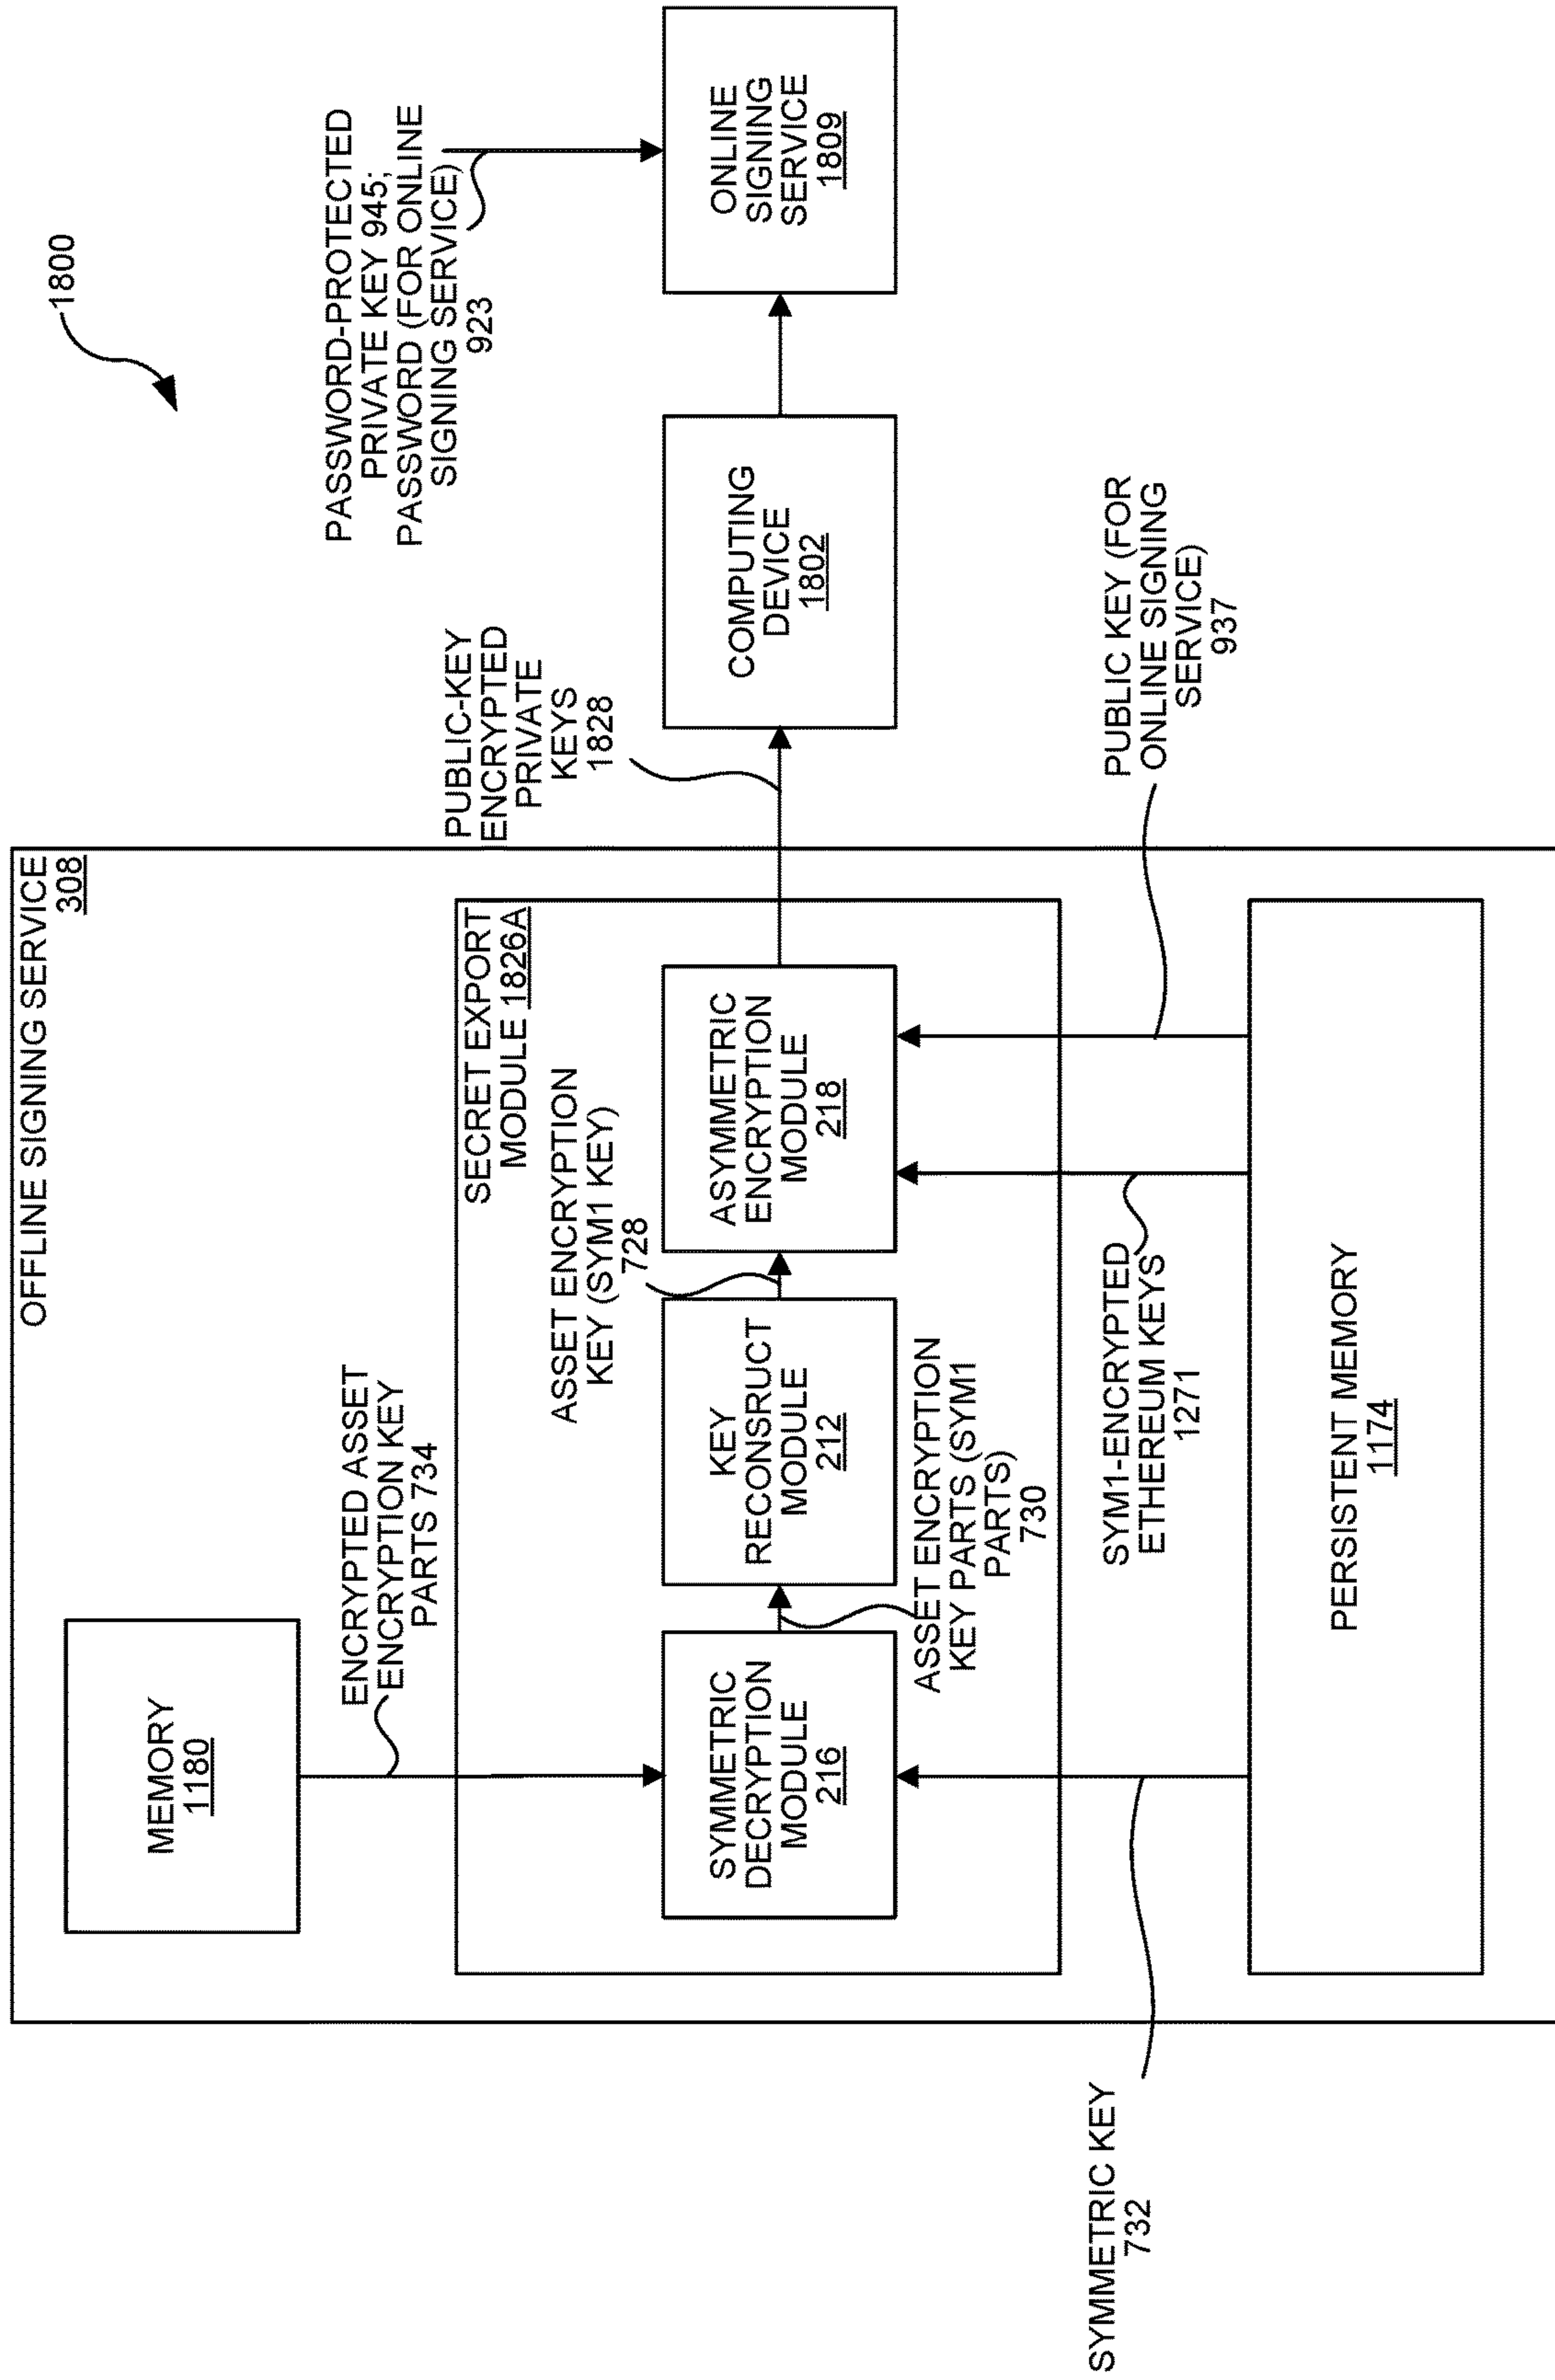 1800
OFFLINE SIGNING SERVICE
308
MEMORY
1180
ENCRYPTED ASSET
ENCRYPTION KEY
PARTS 734
SECRET EXPORT
MODULE 1826A
ASSET ENCRYPTION
KEY (SYM1 KEY)
728
SYMMETRIC
DECRYPTION
MODULE
216
KEY
RECONSRUCT
MODULE
212
ASYMMETRIC
ENCRYPTION
MODULE
218
ASSET ENCRYPTION
KEY PARTS (SYM1
PARTS)
730
PUBLIC-KEY
ENCRYPTED
PRIVATE
KEYS
1828
COMPUTING
DEVICE
1802
PASSWORD-PROTECTED
PRIVATE KEY 945;
PASSWORD (FOR ONLINE
SIGNING SERVICE)
923
ONLINE
SIGNING
SERVICE
1809
SYMMETRIC KEY
732
SYM1-ENCRYPTED
ETHEREUM KEYS
1271
PUBLIC KEY (FOR
ONLINE SIGNING
SERVICE)
937
PERSISTENT MEMORY
1174